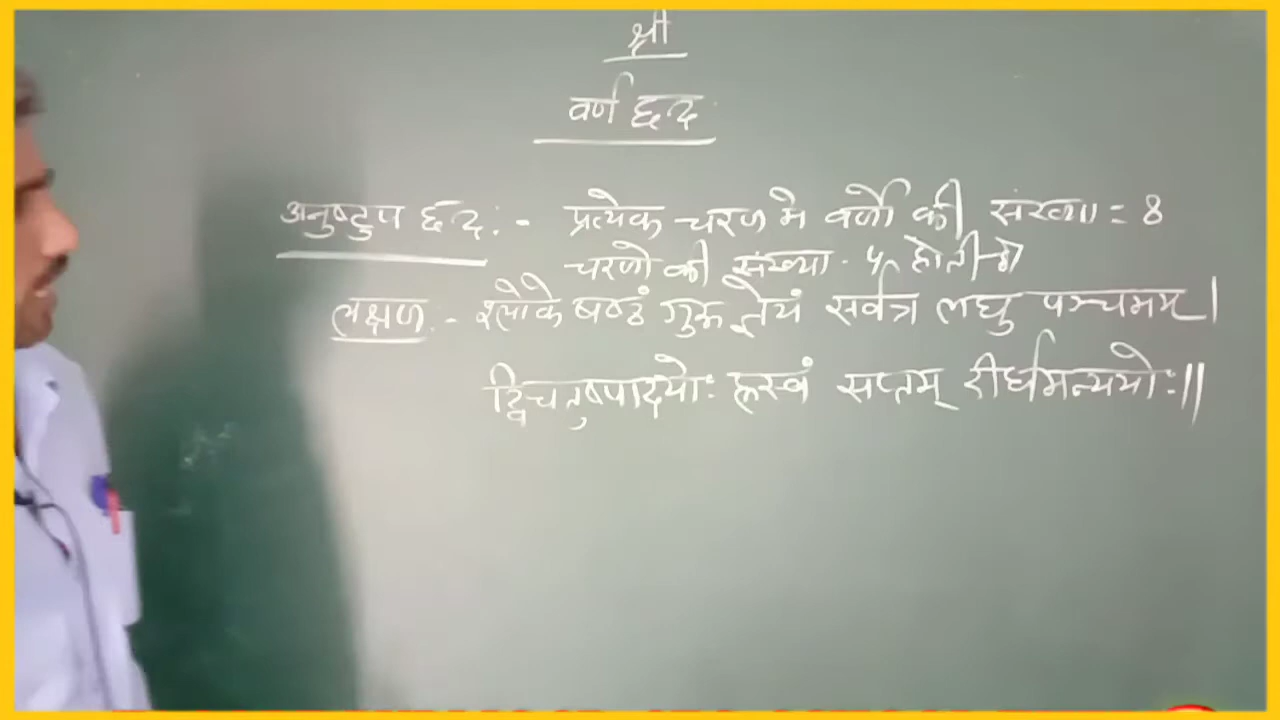 श्री
वर्ण छन्द
अनुष्टुप छन्द :- प्रत्येक चरण मे वर्णो की संख्या = 8
चरणो की संख्या - 4 होती है
लक्षण :- श्लोके षष्ठं गुरू ज्ञेयं सर्वत्र लघु पञ्चमम् ।
द्विचतुष्पादयोः ह्रस्वं सप्तम् दीर्घमन्ययोः ॥